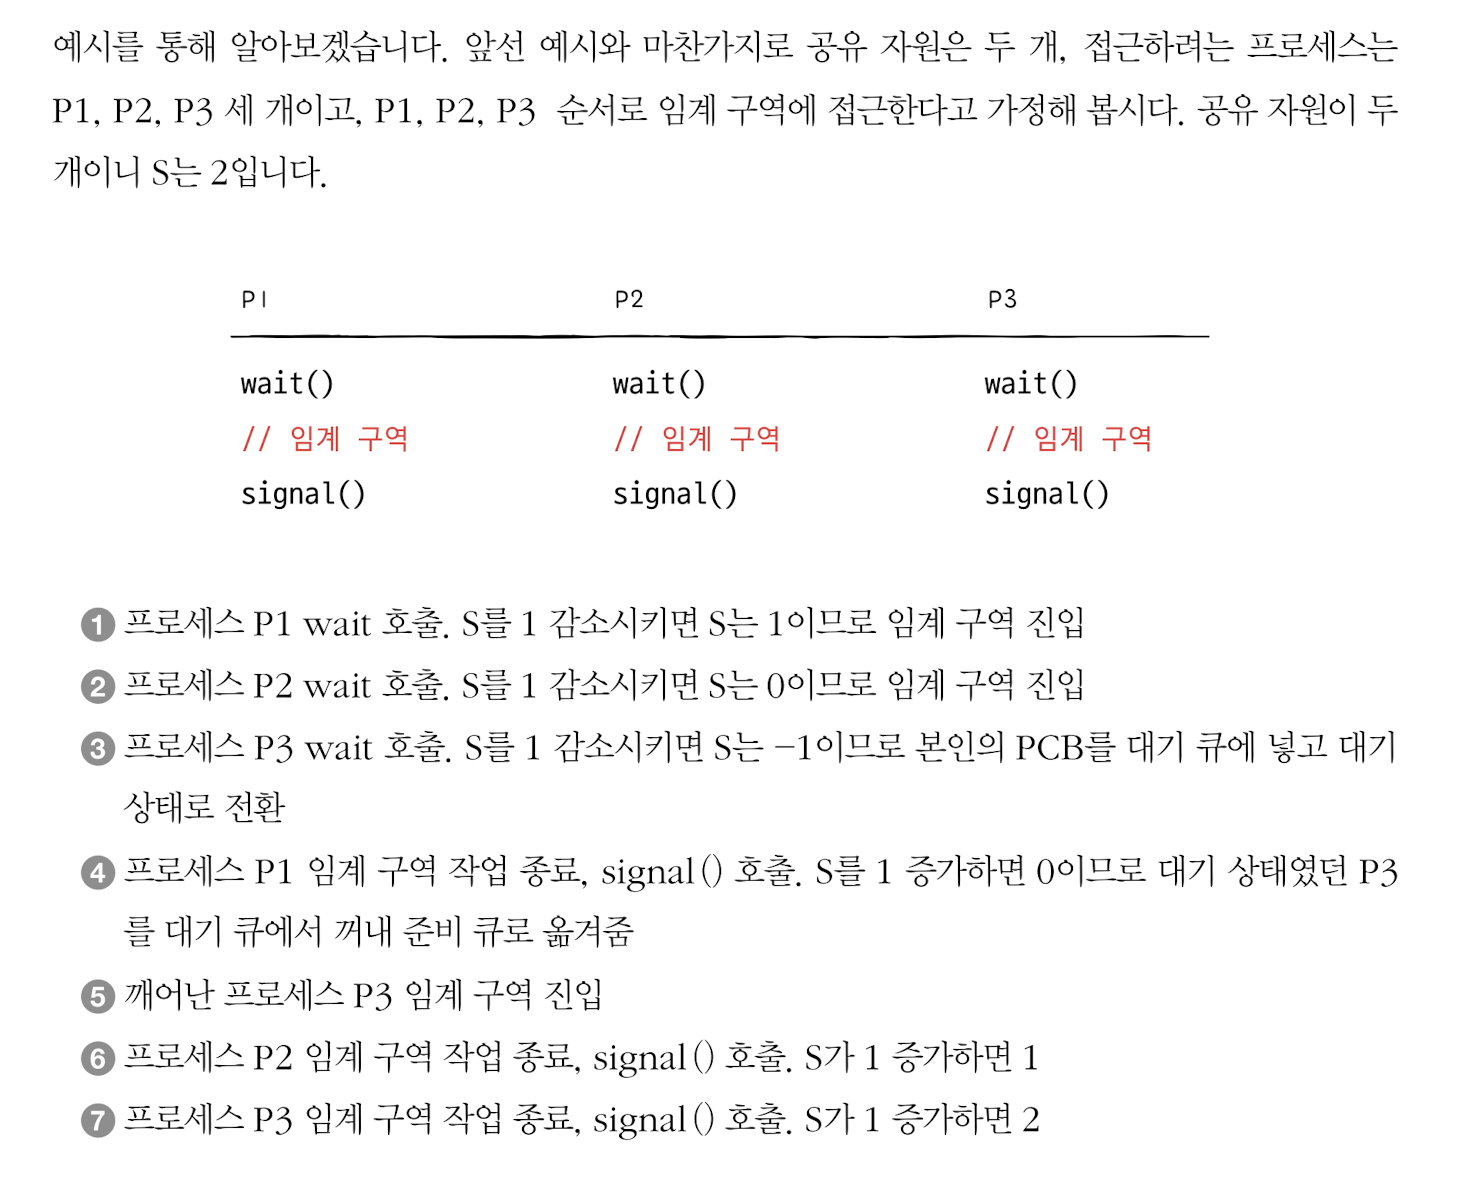 예시를 통해 알아보겠습니다. 앞선 예시와 마찬가지로 공유 자원은 두 개, 접근하려는 프로세스는
P1, P2, P3 세 개이고, P1, P2, P3 순서로 임계 구역에 접근한다고 가정해 봅시다. 공유 자원이 두
개이니 S는 2입니다.
P1 P2 P3
wait() wait() wait()
// 임계 구역 // 임계 구역 // 임계 구역
signal() signal() signal()
1 프로세스 P1 wait 호출. S를 1 감소시키면 S는 1이므로 임계 구역 진입
2 프로세스 P2 wait 호출. S를 1 감소시키면 S는 0이므로 임계 구역 진입
3 프로세스 P3 wait 호출. S를 1 감소시키면 S는 −1이므로 본인의 PCB를 대기 큐에 넣고 대기
상태로 전환
4 프로세스 P1 임계 구역 작업 종료, signal() 호출. S를 1 증가하면 0이므로 대기 상태였던 P3
를 대기 큐에서 꺼내 준비 큐로 옮겨줌
5 깨어난 프로세스 P3 임계 구역 진입
6 프로세스 P2 임계 구역 작업 종료, signal() 호출. S가 1 증가하면 1
7 프로세스 P3 임계 구역 작업 종료, signal() 호출. S가 1 증가하면 2